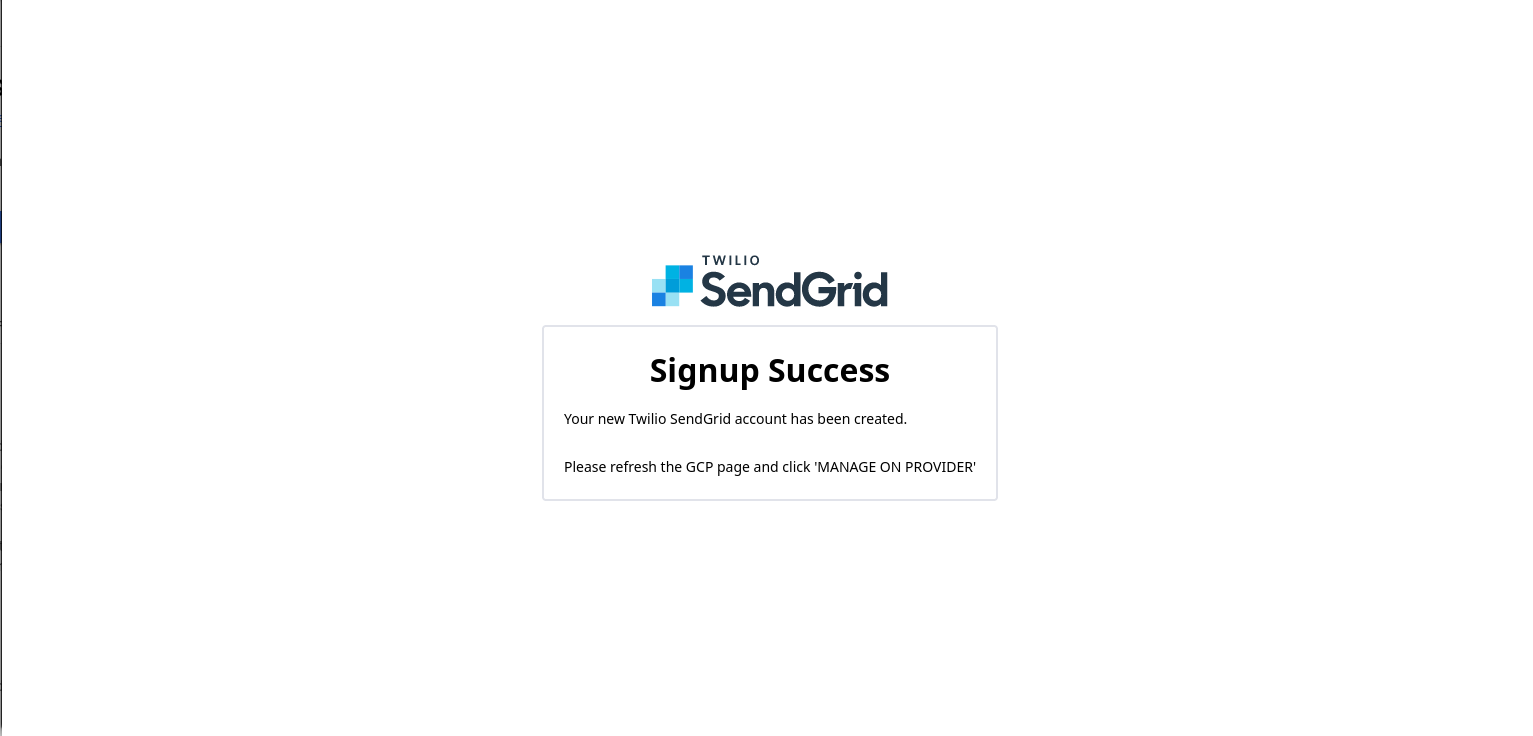 TWILIO
SendGrid
Signup Success
Your new Twilio SendGrid account has been created.
Please refresh the GCP page and click 'MANAGE ON PROVIDER'